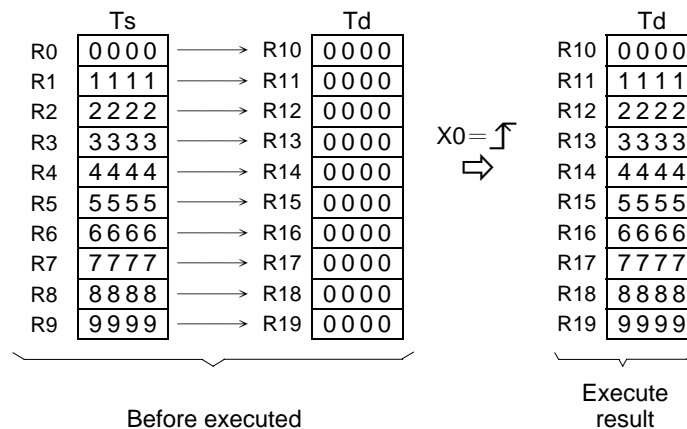 Ts Td Td
R0 0000 R10 0000 R10 0000
R1 1111 R11 0000 R11 1111
R2 2222 R12 0000 R12 2222
R3 3333 R13 0000 X0= R13 3333
R4 4444 R14 0000 R14 4444
R5 5555 R15 0000 R15 5555
R6 6666 R16 0000 R16 6666
R7 7777 R17 0000 R17 7777
R8 8888 R18 0000 R18 8888
R9 9999 R19 0000 R19 9999
Before executed
Execute
result